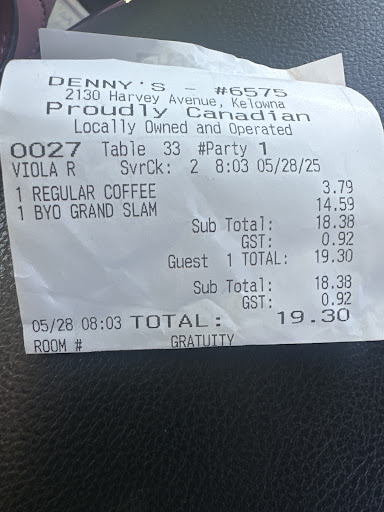 DENNY'S - #6575
2130 Harvey Avenue, Kelowna
Proudly Canadian
Locally Owned and Operated
0027 Table 33 #Party 1
VIOLA R SvrCk: 2 8:03 05/28/25
1 REGULAR COFFEE 3.79
1 BYO GRAND SLAM 14.59
Sub Total: 18.38
GST: 0.92
Guest 1 TOTAL: 19.30
Sub Total: 18.38
GST: 0.92
05/28 08:03 TOTAL: 19.30
ROOM # GRATUITY